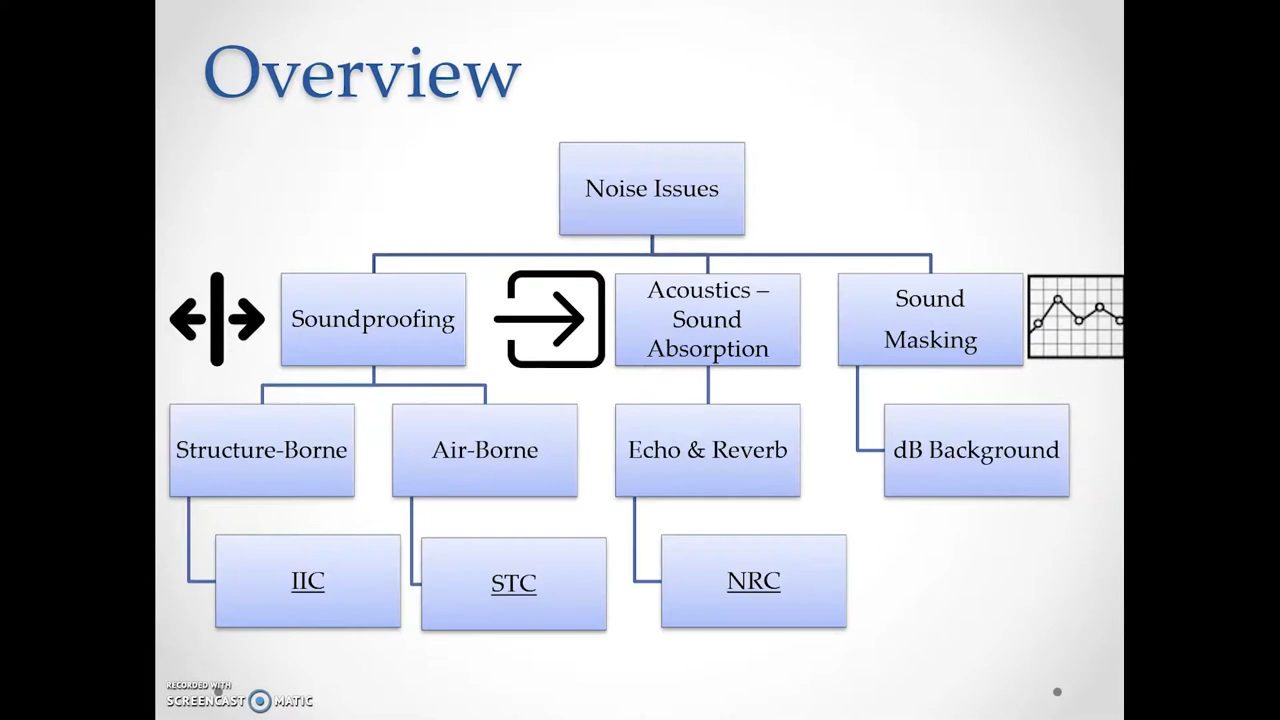 Overview
Noise Issues
Soundproofing
Acoustics –
Sound
Absorption
Sound
Masking
Structure-Borne
Air-Borne
Echo & Reverb
dB Background
IIC
STC
NRC
RECORDED WITH
SCREENCAST MATIC